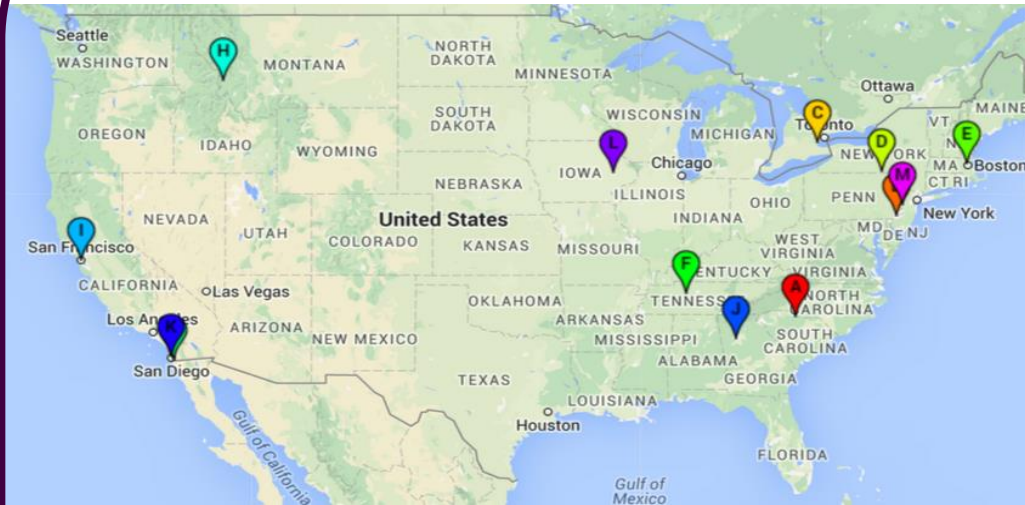 Seattle
WASHINGTON
H
MONTANA
NORTH
DAKOTA
MINNESOTA
Ottawa
MAINE
OREGON
IDAHO
WYOMING
SOUTH
DAKOTA
WISCONSIN
MICHIGAN
C
Toronto
VT
E
L
IOWA
Chicago
D
NEW YORK
MA
Boston
CT RI
M
NEBRASKA
ILLINOIS
INDIANA
OHIO
PENN
New York
NEVADA
UTAH
COLORADO
United States
KANSAS
MISSOURI
WEST
VIRGINIA
MD
DE
NJ
I
San Francisco
CALIFORNIA
Las Vegas
F
KENTUCKY
VIRGINIA
A
NORTH
CAROLINA
Los Angeles
K
ARIZONA
NEW MEXICO
OKLAHOMA
ARKANSAS
TENNESS
J
MISSISSIPPI
SOUTH
CAROLINA
ALABAMA
San Diego
TEXAS
GEORGIA
LOUISIANA
Houston
Gulf of California
FLORIDA
Gulf of
Mexico